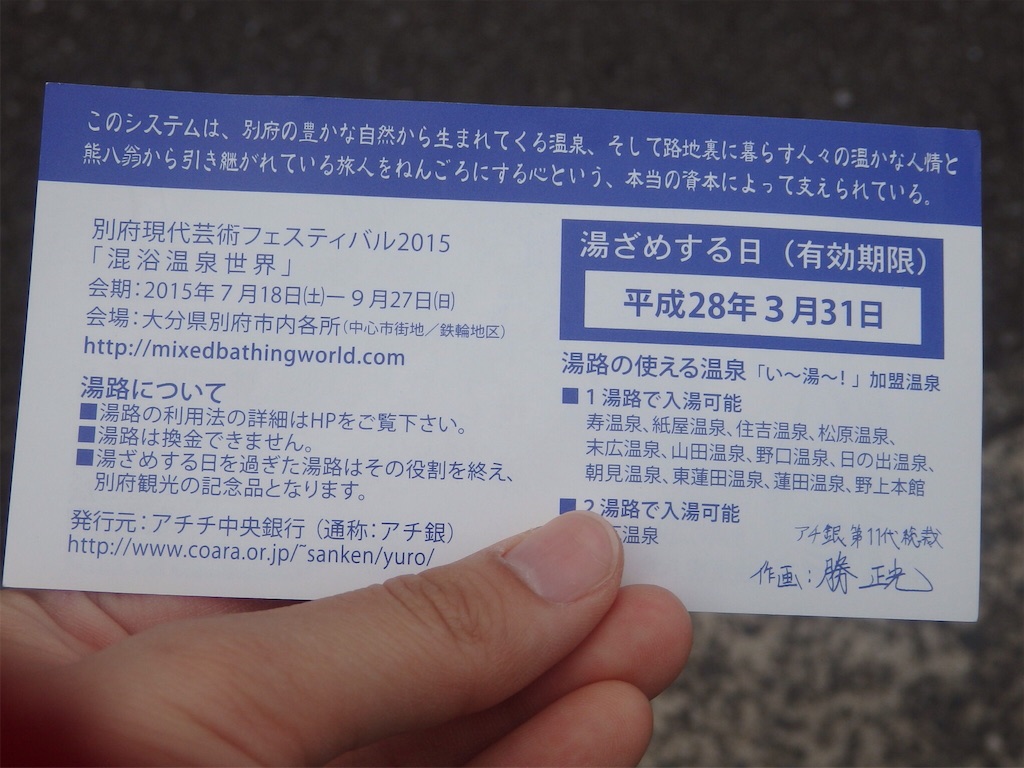 このシステムは、別府の豊かな自然から生まれてくる温泉、そして路地裏に暮らす人々の温かな人情と
熊八翁から引き継がれている旅人をねんごろにする心という、本当の資本によって支えられている。
別府現代芸術フェスティバル2015
「混浴温泉世界」
会期：2015年7月18日(土)ー9月27日(日)
会場：大分県別府市内各所(中心市街地／鉄輪地区)
http://mixedbathingworld.com
湯路について
■湯路の利用法の詳細はHPをご覧下さい。
■湯路は換金できません。
■湯ざめする日を過ぎた湯路はその役割を終え、
別府観光の記念品となります。
発行元：アチチ中央銀行（通称：アチ銀）
http://www.coara.or.jp/~sanken/yuro/
湯ざめする日（有効期限）
平成28年3月31日
湯路の使える温泉「い〜湯〜！」加盟温泉
■1湯路で入湯可能
寿温泉、紙屋温泉、住吉温泉、松原温泉、
末広温泉、山田温泉、野口温泉、日の出温泉、
朝見温泉、東蓮田温泉、蓮田温泉、野上本館
■2湯路で入湯可能
温泉
アチ銀 第11代総裁
作画：勝 正光